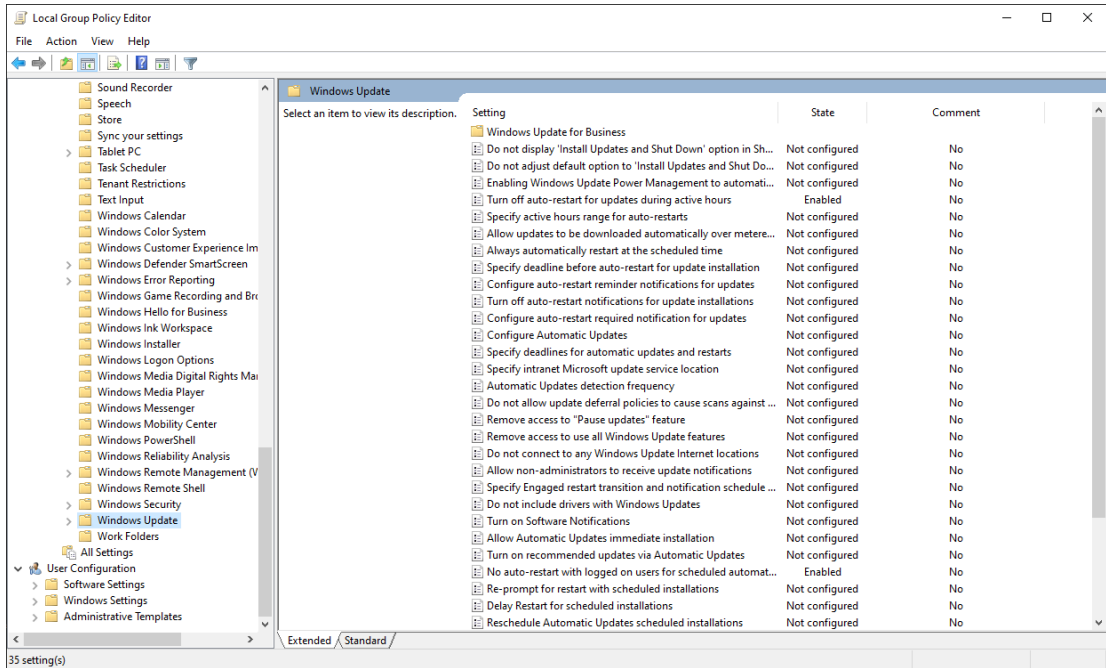 Local Group Policy Editor
File Action View Help
Sound Recorder
Speech
Store
Sync your settings
Tablet PC
Task Scheduler
Tenant Restrictions
Text Input
Windows Calendar
Windows Color System
Windows Customer Experience Im
Windows Defender SmartScreen
Windows Error Reporting
Windows Game Recording and Bro
Windows Hello for Business
Windows Ink Workspace
Windows Installer
Windows Logon Options
Windows Media Digital Rights Mar
Windows Media Player
Windows Messenger
Windows Mobility Center
Windows PowerShell
Windows Reliability Analysis
Windows Remote Management (W
Windows Remote Shell
Windows Security
Windows Update
Work Folders
All Settings
User Configuration
Software Settings
Windows Settings
Administrative Templates
Windows Update
Select an item to view its description.
Setting State Comment
Windows Update for Business
Do not display 'Install Updates and Shut Down' option in Sh... Not configured No
Do not adjust default option to 'Install Updates and Shut Do... Not configured No
Enabling Windows Update Power Management to automati... Not configured No
Turn off auto-restart for updates during active hours Enabled No
Specify active hours range for auto-restarts Not configured No
Allow updates to be downloaded automatically over metere... Not configured No
Always automatically restart at the scheduled time Not configured No
Specify deadline before auto-restart for update installation Not configured No
Configure auto-restart reminder notifications for updates Not configured No
Turn off auto-restart notifications for update installations Not configured No
Configure auto-restart required notification for updates Not configured No
Configure Automatic Updates Not configured No
Specify deadlines for automatic updates and restarts Not configured No
Specify intranet Microsoft update service location Not configured No
Automatic Updates detection frequency Not configured No
Do not allow update deferral policies to cause scans against ... Not configured No
Remove access to "Pause updates" feature Not configured No
Remove access to use all Windows Update features Not configured No
Do not connect to any Windows Update Internet locations Not configured No
Allow non-administrators to receive update notifications Not configured No
Specify Engaged restart transition and notification schedule ... Not configured No
Do not include drivers with Windows Updates Not configured No
Turn on Software Notifications Not configured No
Allow Automatic Updates immediate installation Not configured No
Turn on recommended updates via Automatic Updates Not configured No
No auto-restart with logged on users for scheduled automat... Enabled No
Re-prompt for restart with scheduled installations Not configured No
Delay Restart for scheduled installations Not configured No
Reschedule Automatic Updates scheduled installations Not configured No
Extended Standard
35 setting(s)